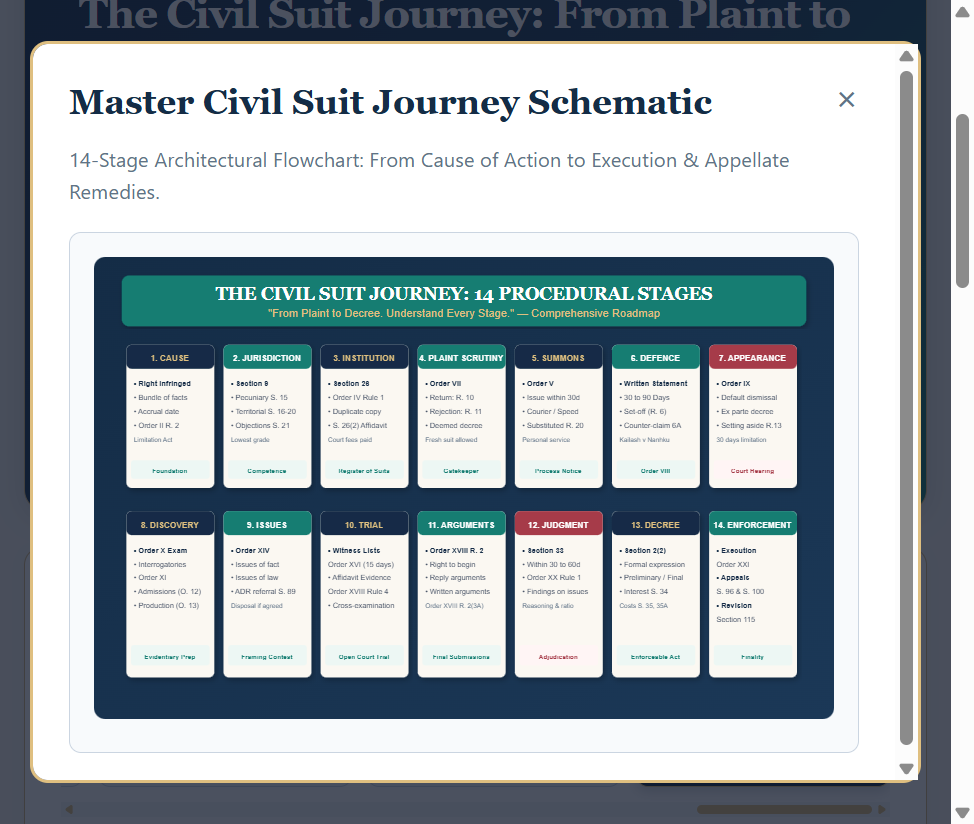 The Civil Suit Journey: From Plaint to
Master Civil Suit Journey Schematic
14-Stage Architectural Flowchart: From Cause of Action to Execution & Appellate
Remedies.
THE CIVIL SUIT JOURNEY: 14 PROCEDURAL STAGES
"From Plaint to Decree. Understand Every Stage." — Comprehensive Roadmap
1. CAUSE
• Right Infringed
• Bundle of facts
• Accrual date
• Order II R. 2
Limitation Act
Foundation
2. JURISDICTION
• Section 9
• Pecuniary S. 15
• Territorial S. 16-20
• Objections S. 21
Lowest grade
Competence
3. INSTITUTION
• Section 26
• Order IV Rule 1
• Duplicate copy
• S. 26(2) Affidavit
Court fees paid
Register of Suits
4. PLAINT SCRUTINY
• Order VII
• Return: R. 10
• Rejection: R. 11
• Deemed decree
Fresh suit allowed
Gatekeeper
5. SUMMONS
• Order V
• Issue within 30d
• Courier / Speed
• Substituted R. 20
Personal service
Process Notice
6. DEFENCE
• Written Statement
• 30 to 90 Days
• Set-off (R. 6)
• Counter-claim 6A
Kailash v Nanhku
Order VIII
7. APPEARANCE
• Order IX
• Default dismissal
• Ex parte decree
• Setting aside R.13
30 days limitation
Court Hearing
8. DISCOVERY
• Order X Exam
• Interrogatories
• Order XI
• Admissions (O. 12)
• Production (O. 13)
Evidentiary Prep
9. ISSUES
• Order XIV
• Issues of fact
• Issues of law
• ADR referral S. 89
Disposal if agreed
Framing Contest
10. TRIAL
• Witness Lists
Order XVI (15 days)
• Affidavit Evidence
Order XVIII Rule 4
• Cross-examination
Open Court Trial
11. ARGUMENTS
• Order XVIII R. 2
• Right to begin
• Reply arguments
• Written arguments
Order XVIII R. 2(3A)
Final Submissions
12. JUDGMENT
• Section 33
• Within 30 to 60d
• Order XX Rule 1
• Findings on issues
Reasoning & ratio
Adjudication
13. DECREE
• Section 2(2)
• Formal expression
• Preliminary / Final
• Interest S. 34
Costs S. 35, 35A
Enforceable Act
14. ENFORCEMENT
• Execution
Order XXI
• Appeals
S. 96 & S. 100
• Revision
Section 115
Finality